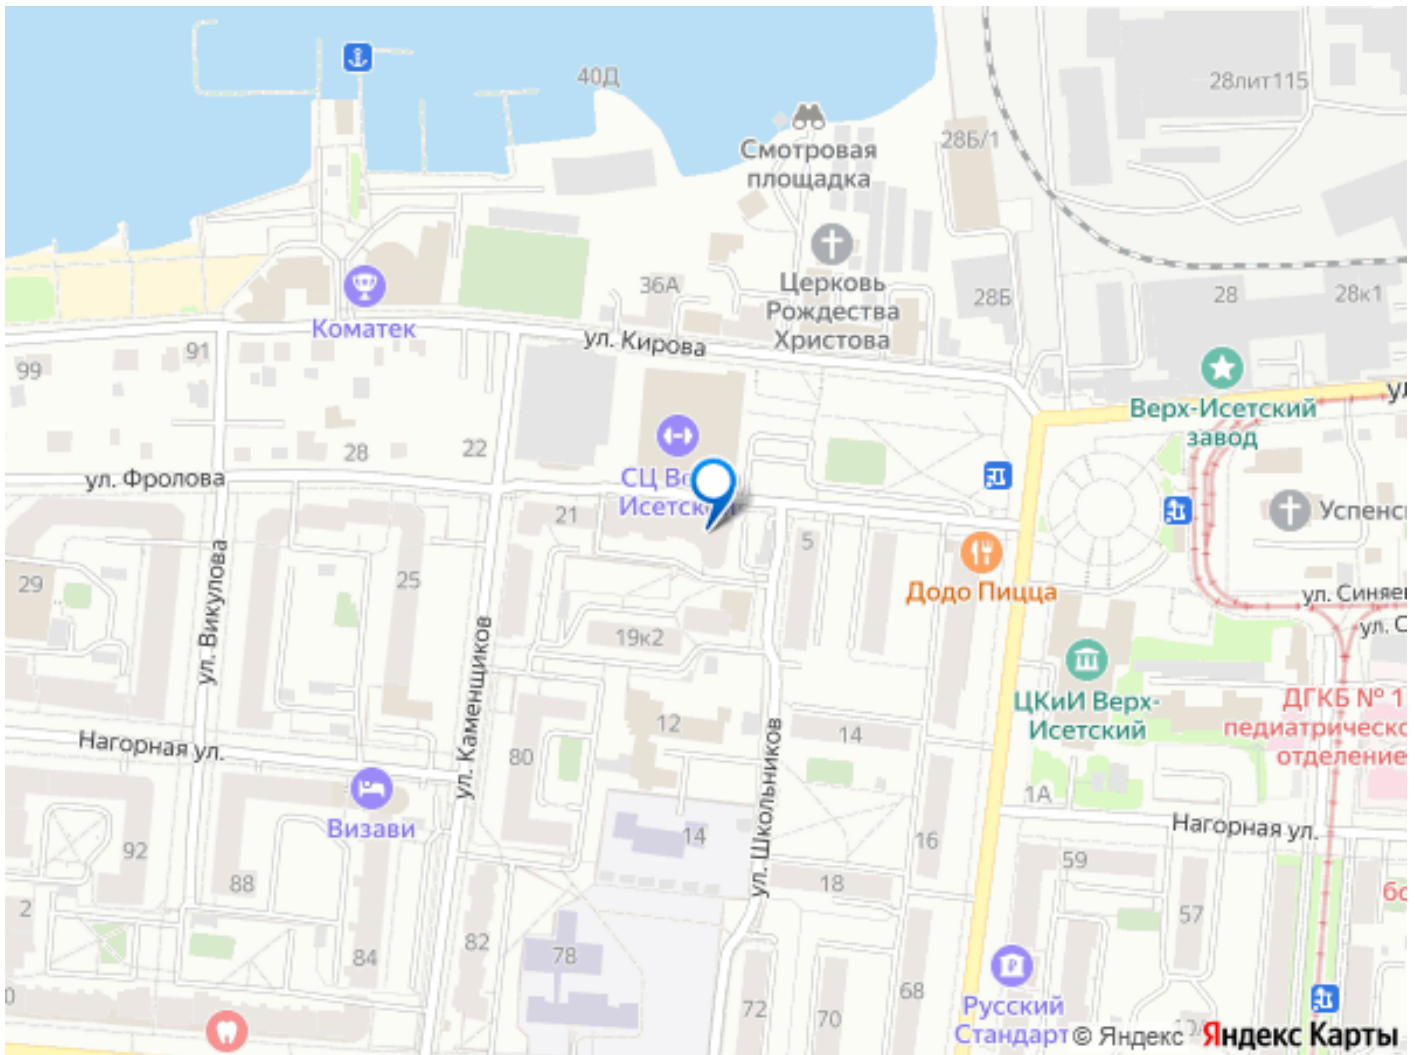 40Д
28лит115
28Б/1
Смотровая
площадка
Церковь
Рождества
Христова
36А
28Б
28
28к1
Коматек
ул. Кирова
91
99
Верх-Исетский
завод
28
22
ул. Фролова
СЦ
Исетский
21
5
Успенс
29
25
Додо Пицца
ул. Синяе
ул. С
19к2
ул. Викулова
ул. Каменщиков
ЦКиИ Верх-
Исетский
ДГКБ № 1
педиатрическо
отделение
12
14
Нагорная ул.
80
ул. Школьников
1А
Визави
14
16
Нагорная ул.
92
88
18
59
57
бо
2
84
82
78
72
70
68
Русский
Стандарт
© Яндекс
Яндекс Карты